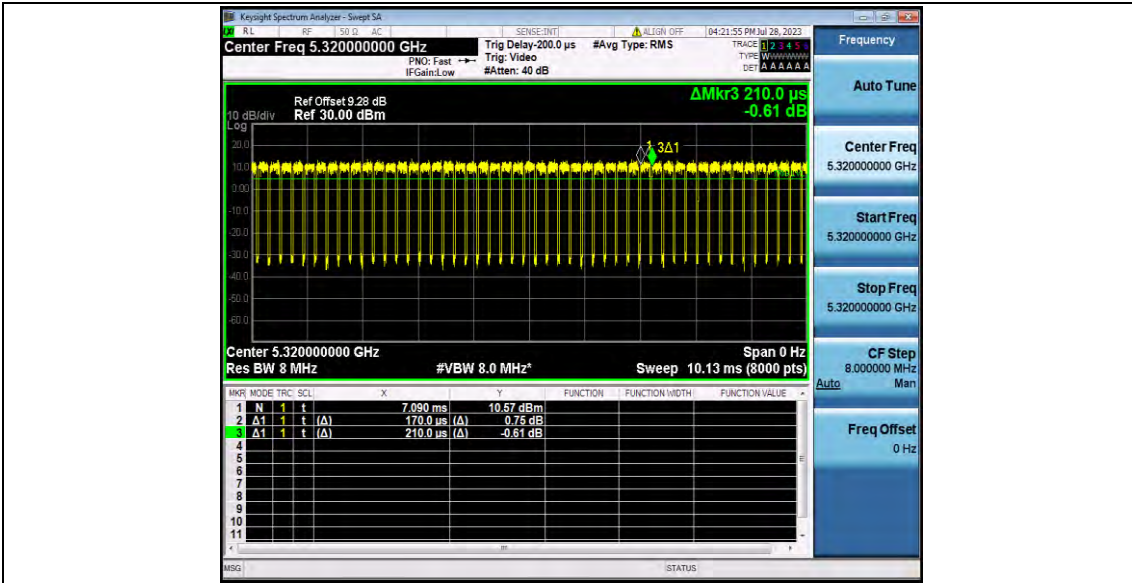 Keysight Spectrum Analyzer - Swept SA
RL RF 50 Ω AC SENSE:INT ALIGN OFF 04:21:55 PM Jul 28, 2023
Center Freq 5.320000000 GHz
PNO: Fast
IFGain:Low
Trig Delay-200.0 µs
Trig: Video
#Atten: 40 dB
#Avg Type: RMS
TRACE 1 2 3 4 5 6
TYPE W
DET A A A A A A
Frequency
Auto Tune
Center Freq
5.320000000 GHz
Start Freq
5.320000000 GHz
Stop Freq
5.320000000 GHz
CF Step
8.000000 MHz
Auto Man
Freq Offset
0 Hz
ΔMkr3 210.0 µs
-0.61 dB
Ref Offset 9.28 dB
10 dB/div Ref 30.00 dBm
Log
20.0
10.0
0.00
-10.0
-20.0
-30.0
-40.0
-50.0
-60.0
1 3Δ1
Center 5.320000000 GHz Span 0 Hz
Res BW 8 MHz #VBW 8.0 MHz* Sweep 10.13 ms (8000 pts)
MKR MODE TRC SCL X Y FUNCTION FUNCTION WIDTH FUNCTION VALUE
1 N 1 t 7.090 ms 10.57 dBm
2 Δ1 1 t (Δ) 170.0 µs (Δ) 0.75 dB
3 Δ1 1 t (Δ) 210.0 µs (Δ) -0.61 dB
4
5
6
7
8
9
10
11
MSG STATUS